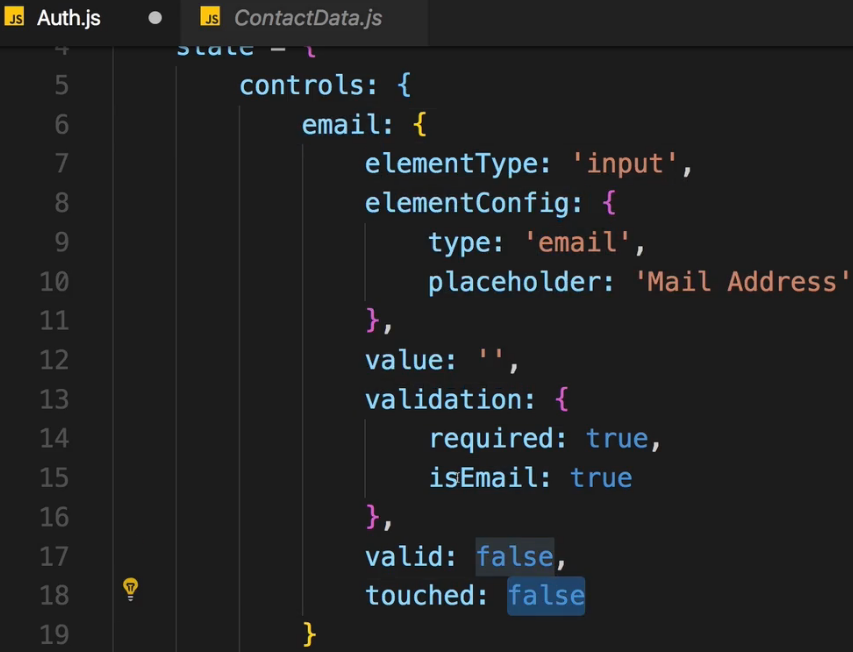 JS Auth.js ● JS ContactData.js
4 state = {
5 controls: {
6 email: {
7 elementType: 'input',
8 elementConfig: {
9 type: 'email',
10 placeholder: 'Mail Address'
11 },
12 value: '',
13 validation: {
14 required: true,
15 isEmail: true
16 },
17 valid: false,
18 touched: false
19 }